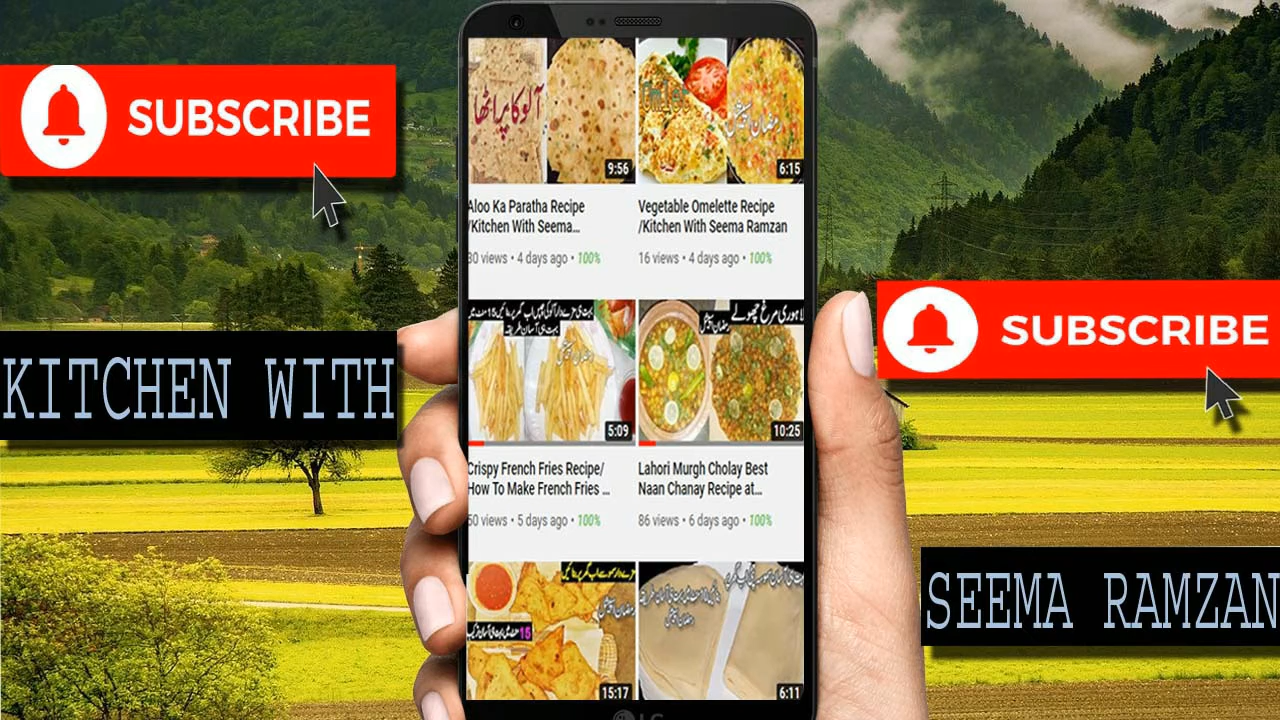 SUBSCRIBE
KITCHEN WITH
آلو کا پراٹھا
9:56
6:15
Aloo Ka Paratha Recipe
/Kitchen With Seema...
30 views • 4 days ago • 100%
Vegetable Omelette Recipe
/Kitchen With Seema Ramzan
16 views • 4 days ago • 100%
5:09
لاہوری مرغ چھولے
10:25
Crispy French Fries Recipe/
How To Make French Fries ...
60 views • 5 days ago • 100%
Lahori Murgh Cholay Best
Naan Chanay Recipe at...
86 views • 6 days ago • 100%
15:17
6:11
LG
SUBSCRIBE
SEEMA RAMZAN